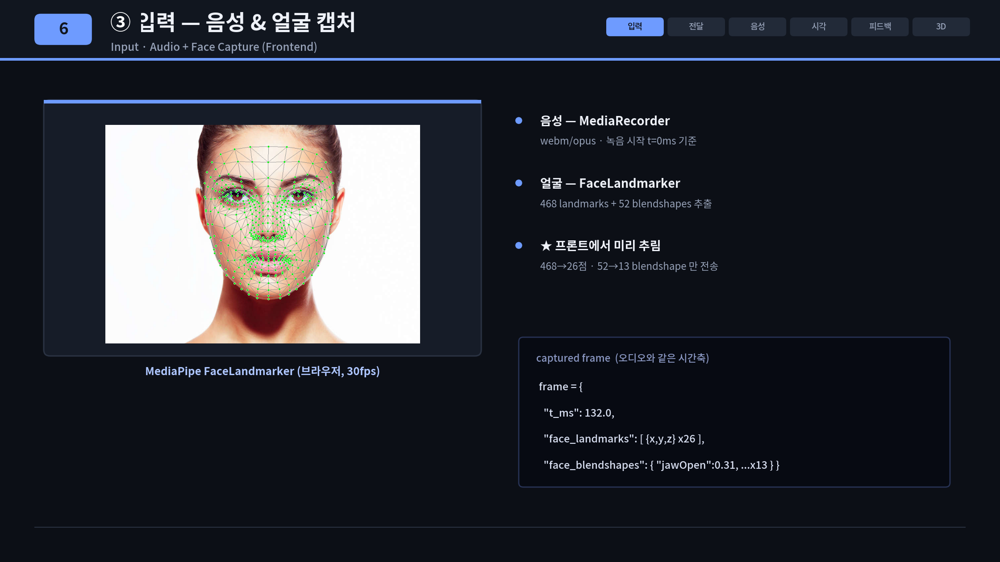 6
③ 입력 — 음성 & 얼굴 캡처
Input · Audio + Face Capture (Frontend)
입력
전달
음성
시각
피드백
3D
MediaPipe FaceLandmarker (브라우저, 30fps)
음성 — MediaRecorder
webm/opus · 녹음 시작 t=0ms 기준
얼굴 — FaceLandmarker
468 landmarks + 52 blendshapes 추출
★ 프론트에서 미리 추림
468→26점 · 52→13 blendshape 만 전송
captured frame (오디오와 같은 시간축)
frame = {
"t_ms": 132.0,
"face_landmarks": [ {x,y,z} x26 ],
"face_blendshapes": { "jawOpen":0.31, ...x13 } }